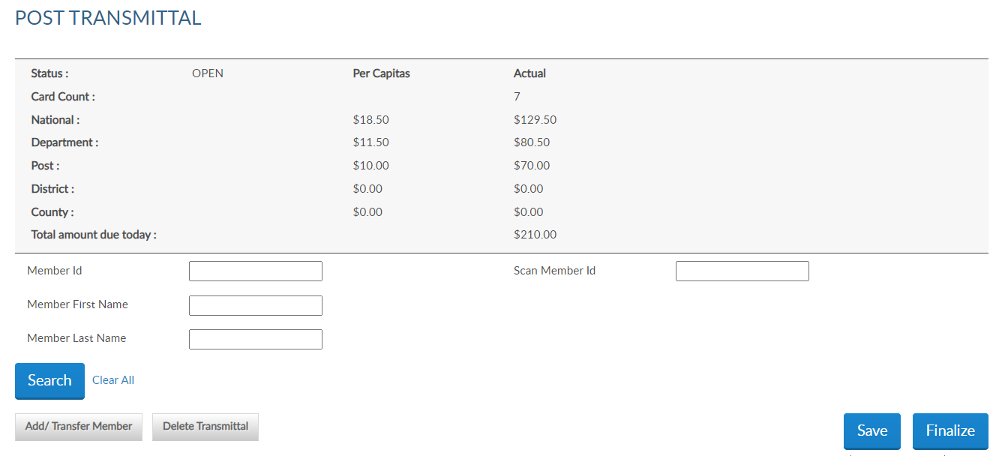 POST TRANSMITTAL
Status : OPEN Per Capitas Actual
Card Count : 7
National : $18.50 $129.50
Department : $11.50 $80.50
Post : $10.00 $70.00
District : $0.00 $0.00
County : $0.00 $0.00
Total amount due today : $210.00
Member Id Scan Member Id
Member First Name
Member Last Name
Search Clear All
Add/ Transfer Member Delete Transmittal Save Finalize